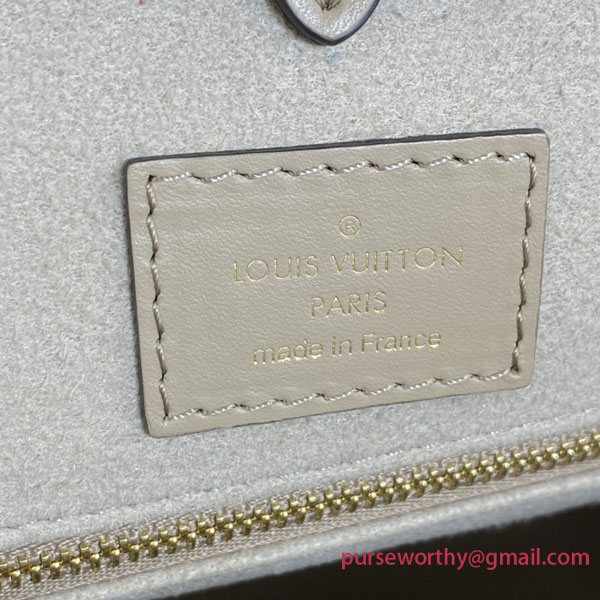 ®
LOUIS VUITTON
PARIS
made in France
purseworthy@gmail.com